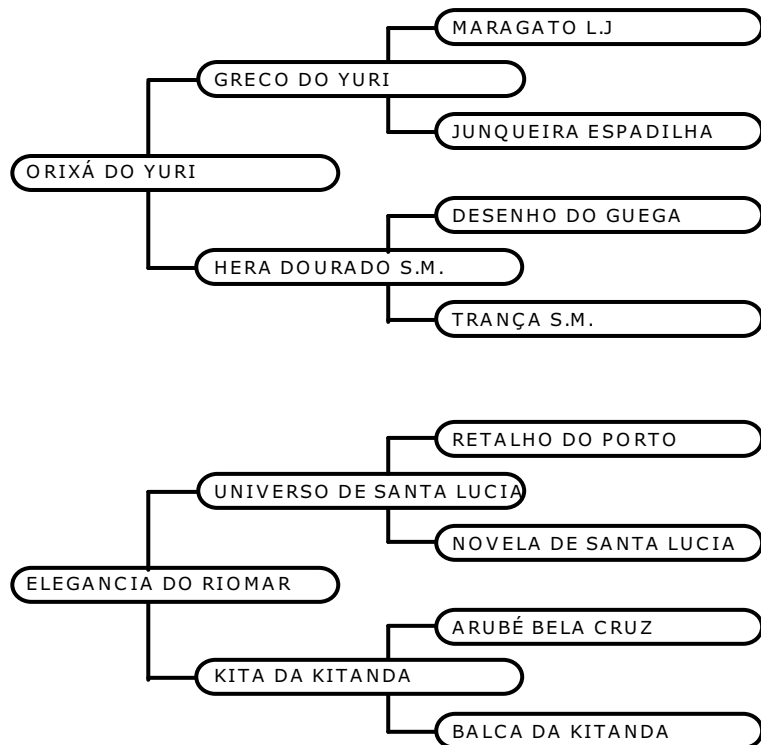 MARAGATO L.J
GRECO DO YURI
JUNQUEIRA ESPADILHA
ORIXÁ DO YURI
DESENHO DO GUEGA
HERA DOURADO S.M.
TRANÇA S.M.
RETALHO DO PORTO
UNIVERSO DE SANTA LUCIA
NOVELA DE SANTA LUCIA
ELEGANCIA DO RIOMAR
ARUBÉ BELA CRUZ
KITA DA KITANDA
BALCA DA KITANDA